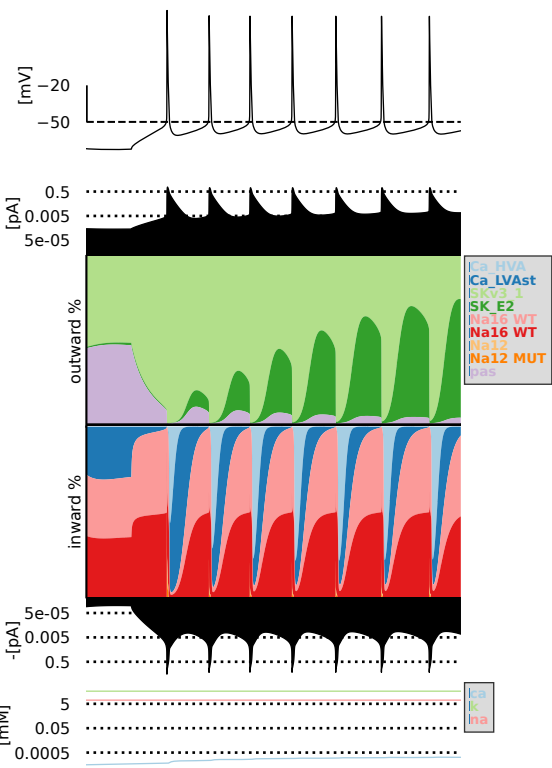 [mV]
−20
−50
[pA]
0.5
0.005
5e-05
outward %
Ca_HVA
Ca_LVAst
SKv3_1
SK_E2
Na16 WT
Na16 WT
Na12
Na12 MUT
pas
inward %
-[pA]
5e-05
0.005
0.5
[mM]
5
0.05
0.0005
ca
k
na